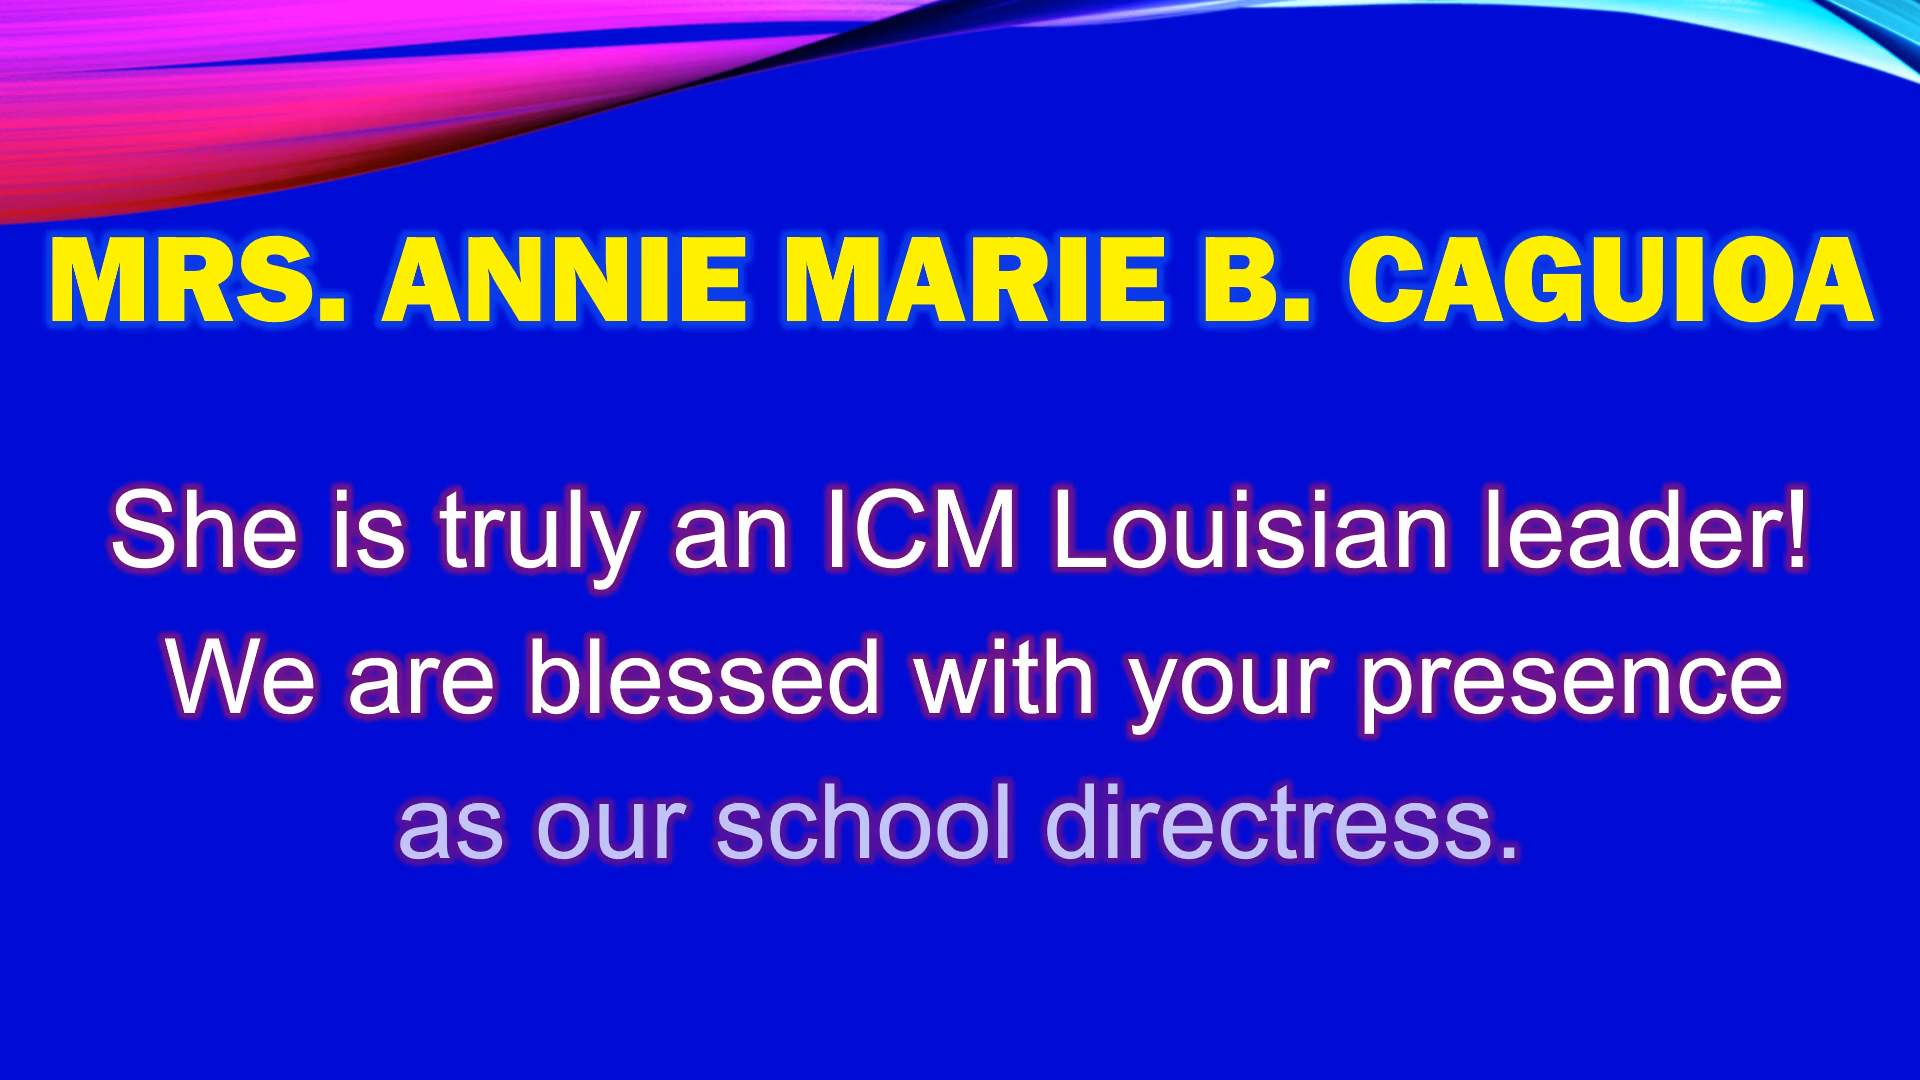 MRS. ANNIE MARIE B. CAGUIOA
She is truly an ICM Louisian leader!
We are blessed with your presence
as our school directress.